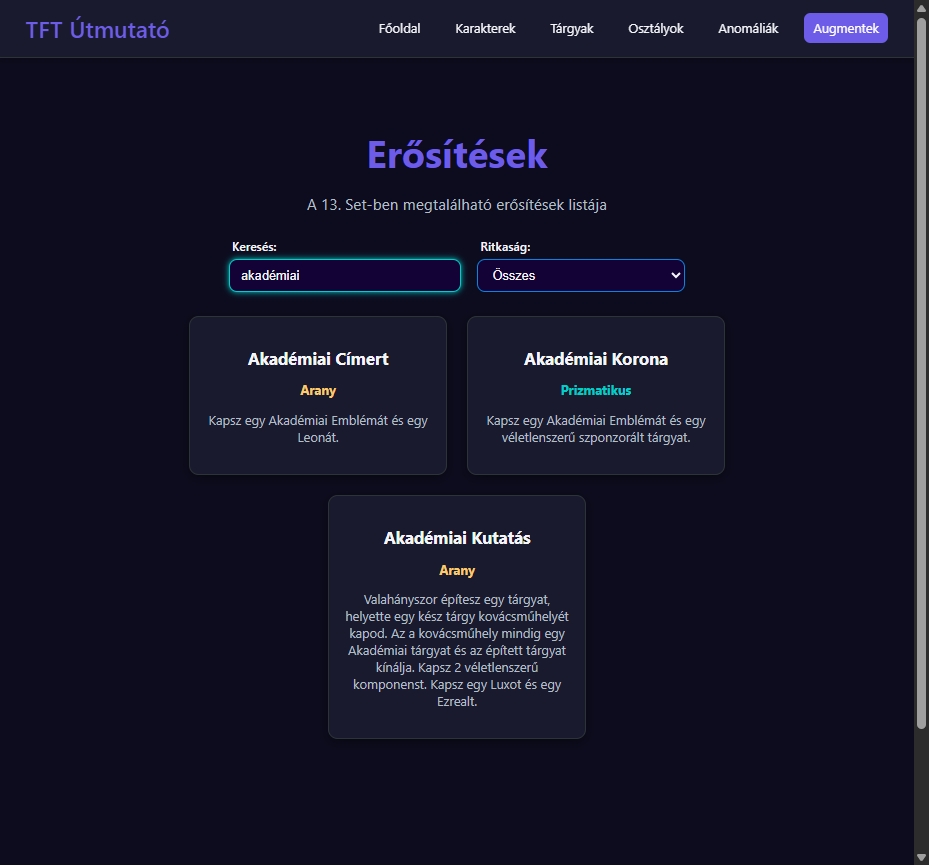 TFT Útmutató
Főoldal
Karakterek
Tárgyak
Osztályok
Anomáliák
Augmentek
Erősítések
A 13. Set-ben megtalálható erősítések listája
Keresés:
Ritkaság:
akadémiai
Összes
Akadémiai Címert
Arany
Kapsz egy Akadémiai Emblémát és egy
Leonát.
Akadémiai Korona
Prizmatikus
Kapsz egy Akadémiai Emblémát és egy
véletlenszerű szponzorált tárgyat.
Akadémiai Kutatás
Arany
Valahányszor építesz egy tárgyat,
helyette egy kész tárgy kovácsműhelyét
kapod. Az a kovácsműhely mindig egy
Akadémiai tárgyat és az épített tárgyat
kínálja. Kapsz 2 véletlenszerű
komponenst. Kapsz egy Luxot és egy
Ezrealt.